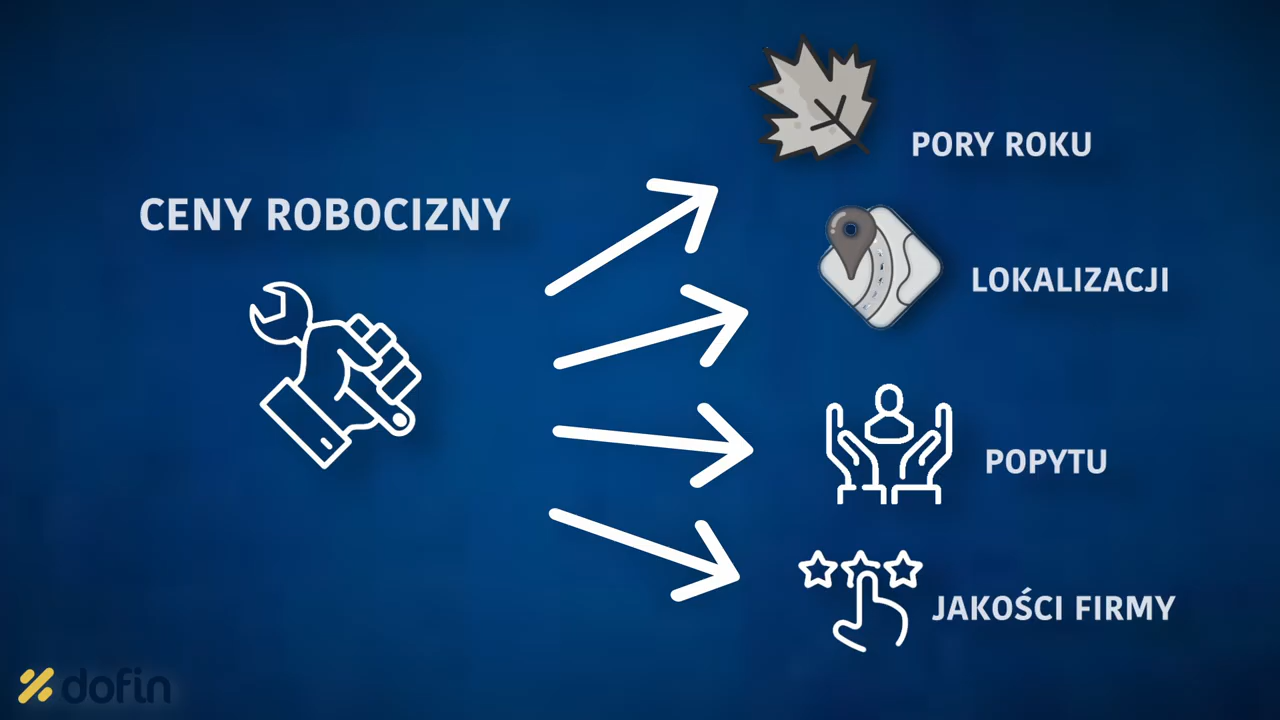 CENY ROBOCIZNY
PORY ROKU
LOKALIZACJI
POPYTU
JAKOŚCI FIRMY
dofin